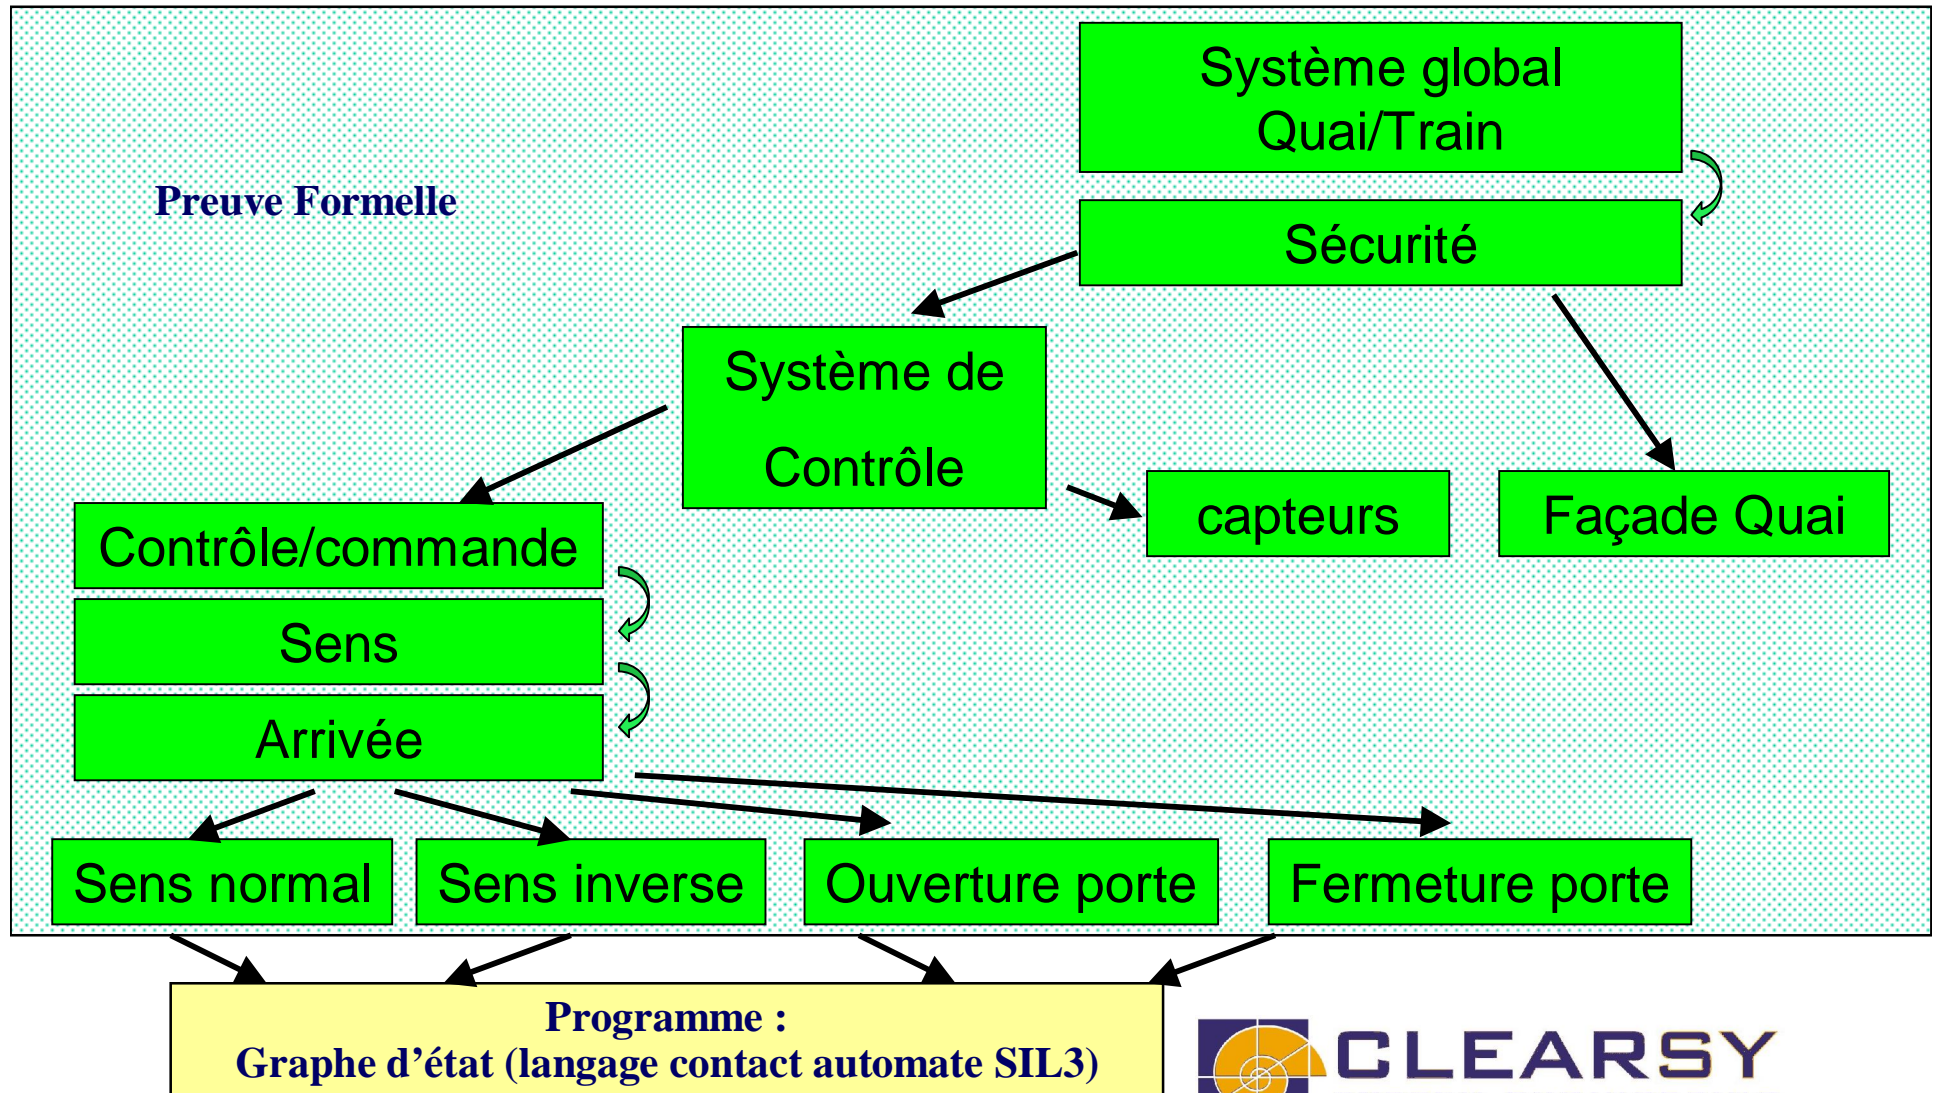 Système global
Quai/Train
Preuve Formelle
Sécurité
Système de
Contrôle
capteurs
Façade Quai
Contrôle/commande
Sens
Arrivée
Sens normal
Sens inverse
Ouverture porte
Fermeture porte
Programme :
Graphe d'état (langage contact automate SIL3)
CLEARSY